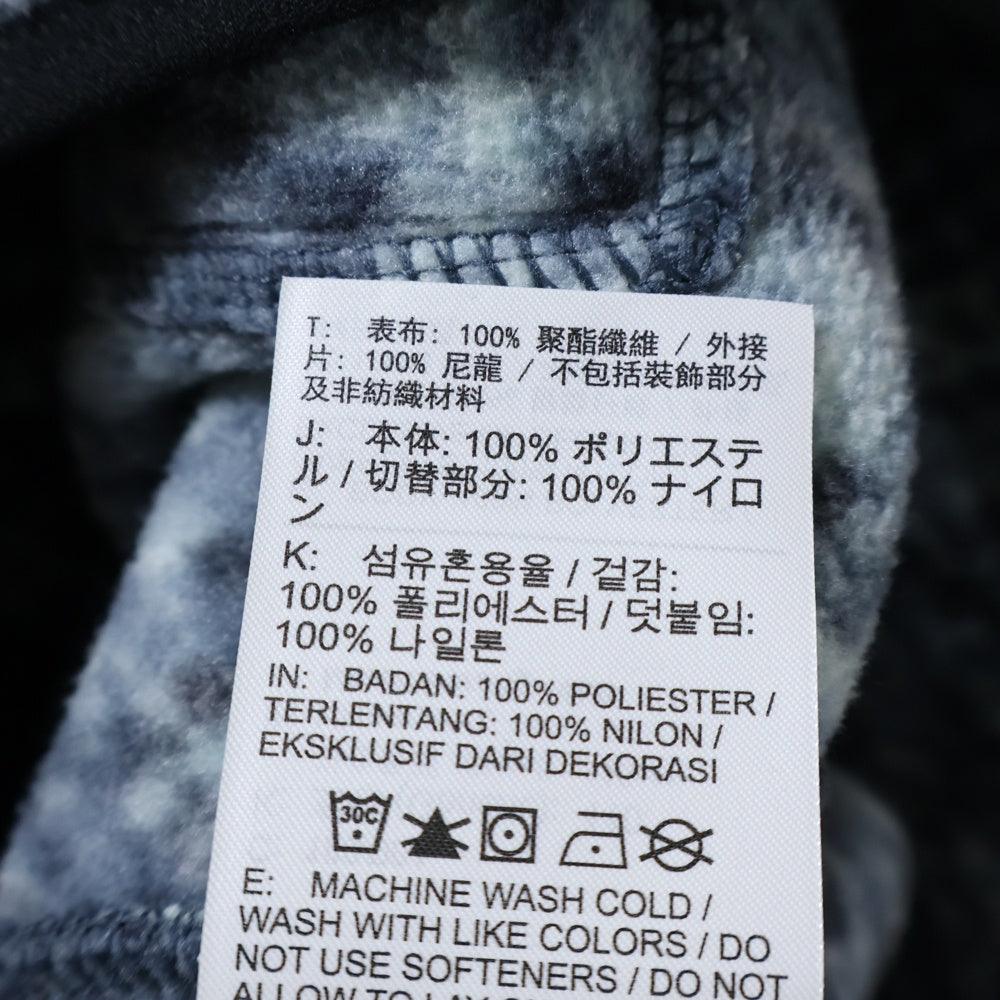 T: 表布: 100% 聚酯纖維 / 外接
片: 100% 尼龍 / 不包括裝飾部分
及非紡織材料
J: 本体: 100% ポリエステ
ル / 切替部分: 100% ナイロ
ン
K: 섬유혼용율 / 겉감:
100% 폴리에스터 / 덧붙임:
100% 나일론
IN: BADAN: 100% POLIESTER /
TERLENTANG: 100% NILON /
EKSKLUSIF DARI DEKORASI
30C
E: MACHINE WASH COLD /
WASH WITH LIKE COLORS / DO
NOT USE SOFTENERS / DO NOT
ALLOW TO LAY